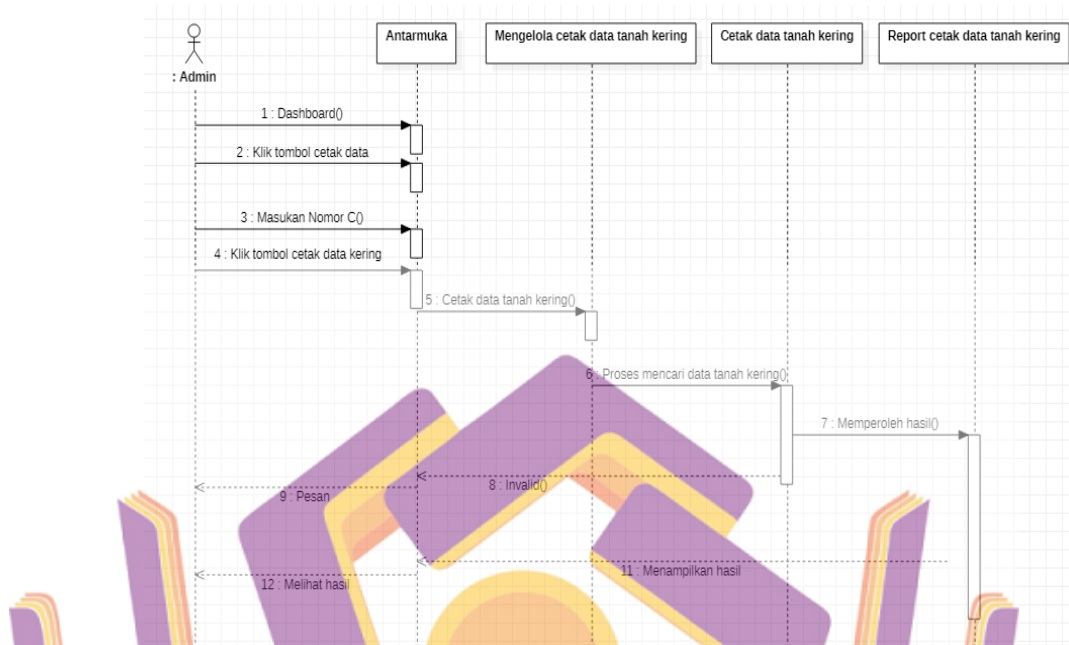 Antarmuka
Mengelola cetak data tanah kering
Cetak data tanah kering
Report cetak data tanah kering
: Admin
1 : Dashboard()
2 : Klik tombol cetak data
3 : Masukan Nomor C()
4 : Klik tombol cetak data kering
5 : Cetak data tanah kering()
6 : Proses mencari data tanah kering()
7 : Memperoleh hasil()
8 : Invalid()
9 : Pesan
11 : Menampilkan hasil
12 : Melihat hasil